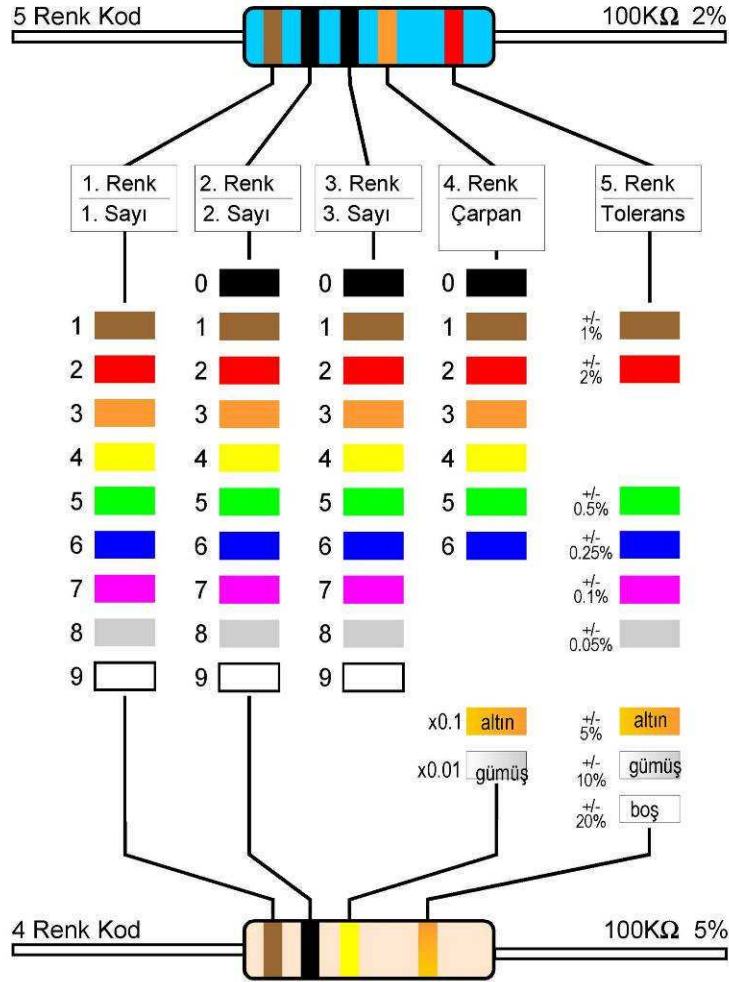 5 Renk Kod 100KΩ 2%
1. Renk 2. Renk 3. Renk 4. Renk 5. Renk
1. Sayı 2. Sayı 3. Sayı Çarpan Tolerans
0 0 0
1 1 1 1 +/- 1%
2 2 2 2 +/- 2%
3 3 3 3
4 4 4 4
5 5 5 5 +/- 0.5%
6 6 6 6 +/- 0.25%
7 7 7 +/- 0.1%
8 8 8 +/- 0.05%
9 9 9
x0.1 altın +/- 5% altın
x0.01 gümüş +/- 10% gümüş
+/- 20% boş
4 Renk Kod 100KΩ 5%